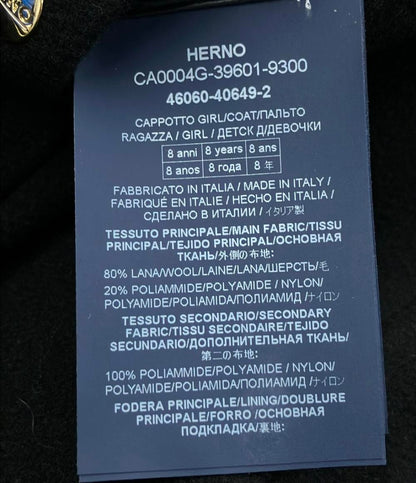 HERNO
CA0004G-39601-9300
46060-40649-2
CAPPOTTO GIRL/COAT/ПАЛЬТО
RAGAZZA / GIRL / ДЕТСК Д/ДЕВОЧКИ
8 anni 8 years 8 ans
8 anos 8 года 8 年
FABBRICATO IN ITALIA / MADE IN ITALY /
FABRIQUÉ EN ITALIE / HECHO EN ITALIA /
СДЕЛАНО В ИТАЛИИ / イタリア製
TESSUTO PRINCIPALE/MAIN FABRIC/TISSU
PRINCIPAL/TEJIDO PRINCIPAL/ОСНОВНАЯ
ТКАНЬ/外側の布地:
80% LANA/WOOL/LAINE/LANA/ШЕРСТЬ/毛
20% POLIAMMIDE/POLYAMIDE / NYLON/
POLYAMIDE/POLIAMIDA/ПОЛИАМИД /ナイロン
TESSUTO SECONDARIO/SECONDARY
FABRIC/TISSU SECONDAIRE/TEJIDO
SECUNDARIO/ДОПОЛНИТЕЛЬНАЯ ТКАНЬ/
第二の布地:
100% POLIAMMIDE/POLYAMIDE / NYLON/
POLYAMIDE/POLIAMIDA/ПОЛИАМИД /ナイロン
FODERA PRINCIPALE/LINING/DOUBLURE
PRINCIPALE/FORRO /ОСНОВНАЯ
ПОДКЛАДКА/裏地: